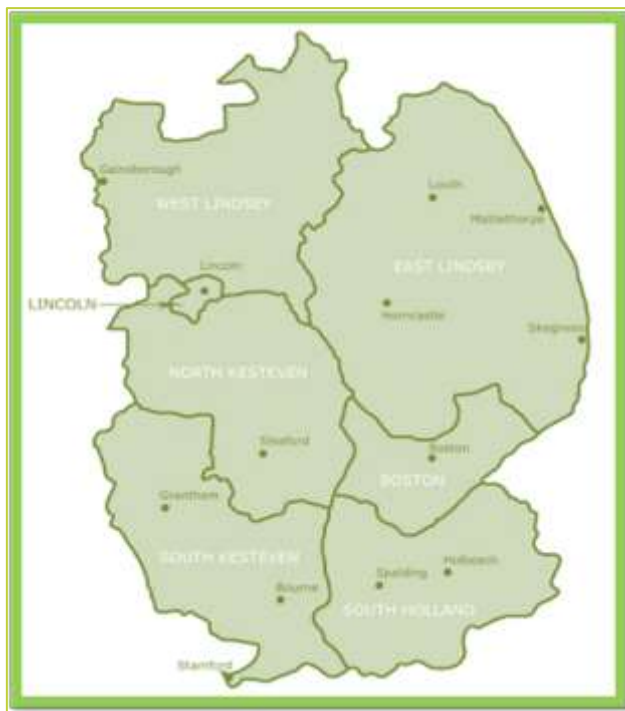 Gainsborough
Louth
WEST LINDSEY
Mablethorpe
Lincoln
EAST LINDSEY
LINCOLN
Horncastle
Skegness
NORTH KESTEVEN
Sleaford
Boston
BOSTON
Grantham
SOUTH KESTEVEN
Holbeach
Spalding
Bourne
SOUTH HOLLAND
Stamford